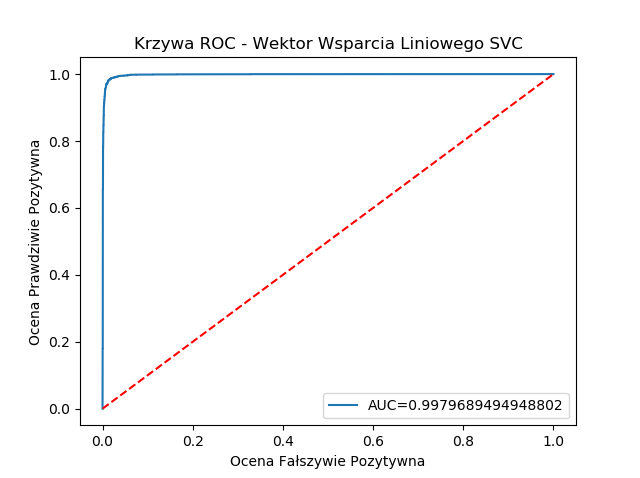 Krzywa ROC - Wektor Wsparcia Liniowego SVC
1.0
0.8
0.6
0.4
0.2
0.0
Ocena Prawdziwie Pozytywna
AUC=0.9979689494948802
0.0 0.2 0.4 0.6 0.8 1.0
Ocena Fałszywie Pozytywna